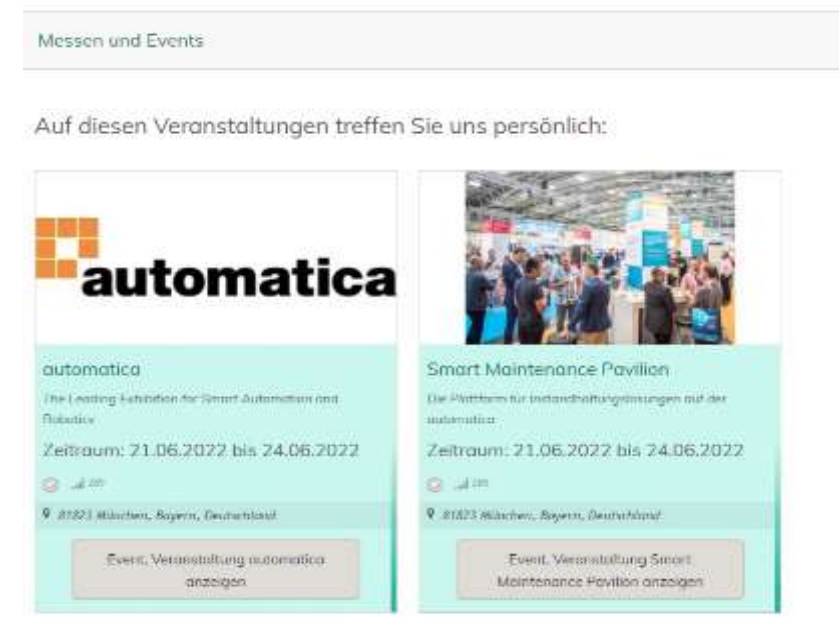 Messen und Events
Auf diesen Veranstaltungen treffen Sie uns persönlich:
automatica
automatica
The Leading Exhibition for Smart Automation and
Robotics
Zeitraum: 21.06.2022 bis 24.06.2022
81823 München, Bayern, Deutschland
Event, Veranstaltung automatica
anzeigen
Smart Maintenance Pavilion
Die Plattform für Instandhaltungslösungen auf der
automatica
Zeitraum: 21.06.2022 bis 24.06.2022
81823 München, Bayern, Deutschland
Event, Veranstaltung Smart
Maintenance Pavilion anzeigen